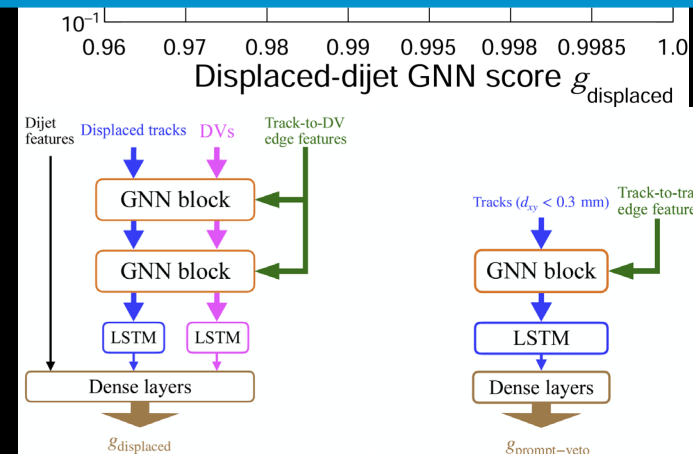 10⁻¹
0.96 0.97 0.98 0.99 0.995 0.998 0.9985 1.0
Displaced-dijet GNN score g_displaced
Dijet features
Displaced tracks
DVs
Track-to-DV
edge features
GNN block
GNN block
LSTM LSTM
Dense layers
g_displaced
Tracks (d_xy < 0.3 mm)
Track-to-tra
edge feature
GNN block
LSTM
Dense layers
g_prompt−veto